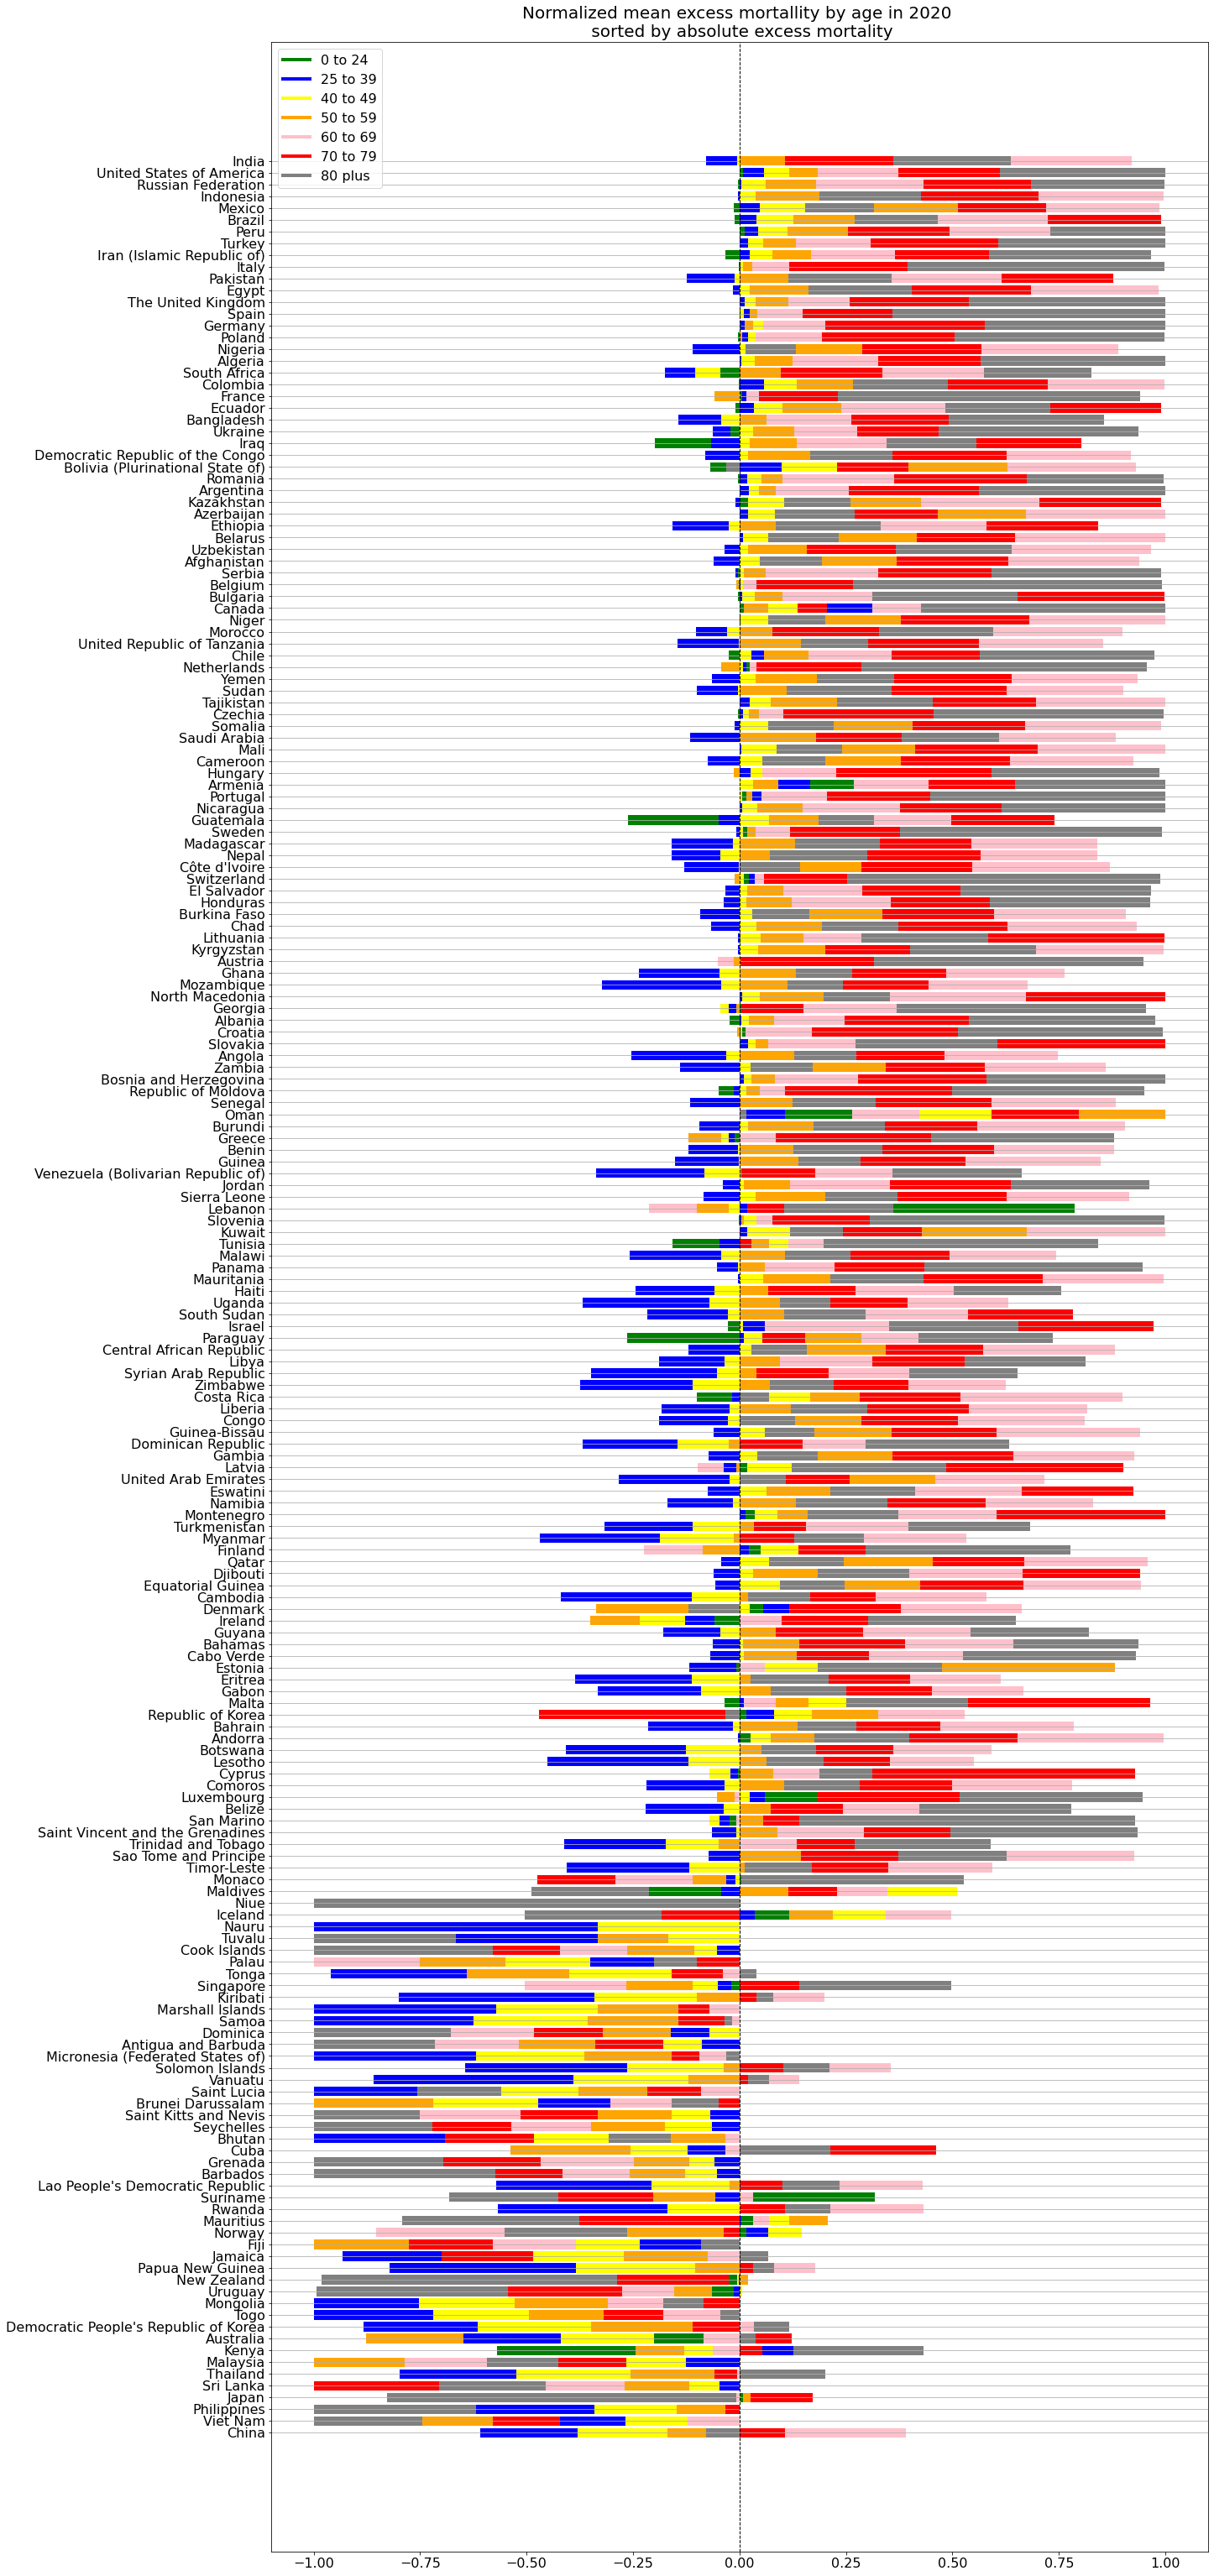 Normalized mean excess mortallity by age in 2020
sorted by absolute excess mortality
0 to 24
25 to 39
40 to 49
50 to 59
60 to 69
70 to 79
80 plus
India
United States of America
Russian Federation
Indonesia
Mexico
Brazil
Peru
Turkey
Iran (Islamic Republic of)
Italy
Pakistan
Egypt
The United Kingdom
Spain
Germany
Poland
Nigeria
Algeria
South Africa
Colombia
France
Ecuador
Bangladesh
Ukraine
Iraq
Democratic Republic of the Congo
Bolivia (Plurinational State of)
Romania
Argentina
Kazakhstan
Azerbaijan
Ethiopia
Belarus
Uzbekistan
Afghanistan
Serbia
Belgium
Bulgaria
Canada
Niger
Morocco
United Republic of Tanzania
Chile
Netherlands
Yemen
Sudan
Tajikistan
Czechia
Somalia
Saudi Arabia
Mali
Cameroon
Hungary
Armenia
Portugal
Nicaragua
Guatemala
Sweden
Madagascar
Nepal
Côte d'Ivoire
Switzerland
El Salvador
Honduras
Burkina Faso
Chad
Lithuania
Kyrgyzstan
Austria
Ghana
Mozambique
North Macedonia
Georgia
Albania
Croatia
Slovakia
Angola
Zambia
Bosnia and Herzegovina
Republic of Moldova
Senegal
Oman
Burundi
Greece
Benin
Guinea
Venezuela (Bolivarian Republic of)
Jordan
Sierra Leone
Lebanon
Slovenia
Kuwait
Tunisia
Malawi
Panama
Mauritania
Haiti
Uganda
South Sudan
Israel
Paraguay
Central African Republic
Libya
Syrian Arab Republic
Zimbabwe
Costa Rica
Liberia
Congo
Guinea-Bissau
Dominican Republic
Gambia
Latvia
United Arab Emirates
Eswatini
Namibia
Montenegro
Turkmenistan
Myanmar
Finland
Qatar
Djibouti
Equatorial Guinea
Cambodia
Denmark
Ireland
Guyana
Bahamas
Cabo Verde
Estonia
Eritrea
Gabon
Malta
Republic of Korea
Bahrain
Andorra
Botswana
Lesotho
Cyprus
Comoros
Luxembourg
Belize
San Marino
Saint Vincent and the Grenadines
Trinidad and Tobago
Sao Tome and Principe
Timor-Leste
Monaco
Maldives
Niue
Iceland
Nauru
Tuvalu
Cook Islands
Palau
Tonga
Singapore
Kiribati
Marshall Islands
Samoa
Dominica
Antigua and Barbuda
Micronesia (Federated States of)
Solomon Islands
Vanuatu
Saint Lucia
Brunei Darussalam
Saint Kitts and Nevis
Seychelles
Bhutan
Cuba
Grenada
Barbados
Lao People's Democratic Republic
Suriname
Rwanda
Mauritius
Norway
Fiji
Jamaica
Papua New Guinea
New Zealand
Uruguay
Mongolia
Togo
Democratic People's Republic of Korea
Australia
Kenya
Malaysia
Thailand
Sri Lanka
Japan
Philippines
Viet Nam
China
−1.00 −0.75 −0.50 −0.25 0.00 0.25 0.50 0.75 1.00